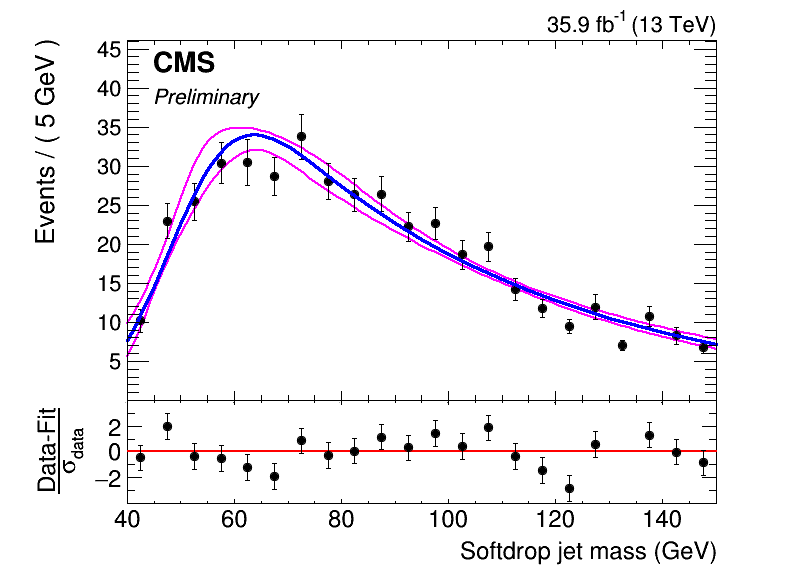 35.9 fb⁻¹ (13 TeV)
CMS
Preliminary
Events / ( 5 GeV )
45
40
35
30
25
20
15
10
5
Data-Fit
σdata
2
0
−2
40 60 80 100 120 140
Softdrop jet mass (GeV)